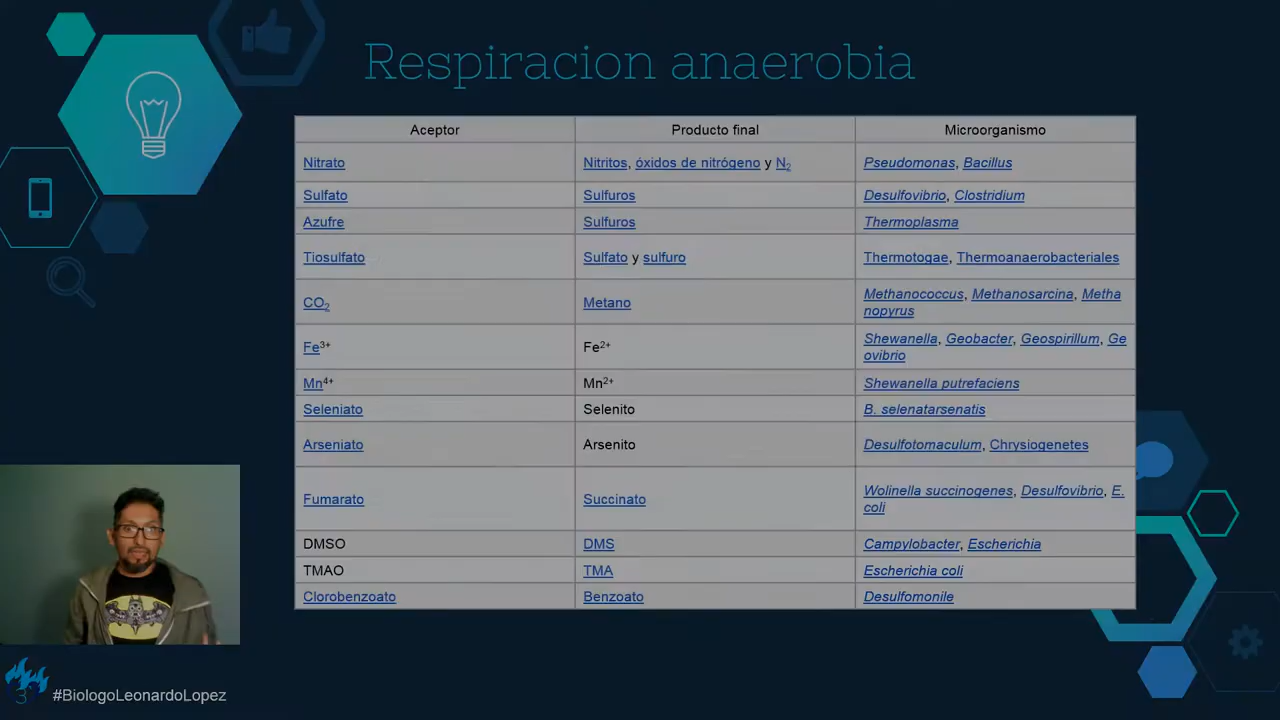 Respiracion anaerobia
Aceptor Producto final Microorganismo
Nitrato Nitritos, óxidos de nitrógeno y N₂ Pseudomonas, Bacillus
Sulfato Sulfuros Desulfovibrio, Clostridium
Azufre Sulfuros Thermoplasma
Tiosulfato Sulfato y sulfuro Thermotogae, Thermoanaerobacteriales
CO₂ Metano Methanococcus, Methanosarcina, Metha
nopyrus
Fe³⁺ Fe²⁺ Shewanella, Geobacter, Geospirillum, Ge
ovibrio
Mn⁴⁺ Mn²⁺ Shewanella putrefaciens
Seleniato Selenito B. selenatarsenatis
Arseniato Arsenito Desulfotomaculum, Chrysiogenetes
Fumarato Succinato Wolinella succinogenes, Desulfovibrio, E.
coli
DMSO DMS Campylobacter, Escherichia
TMAO TMA Escherichia coli
Clorobenzoato Benzoato Desulfomonile
3
#BiologoLeonardoLopez